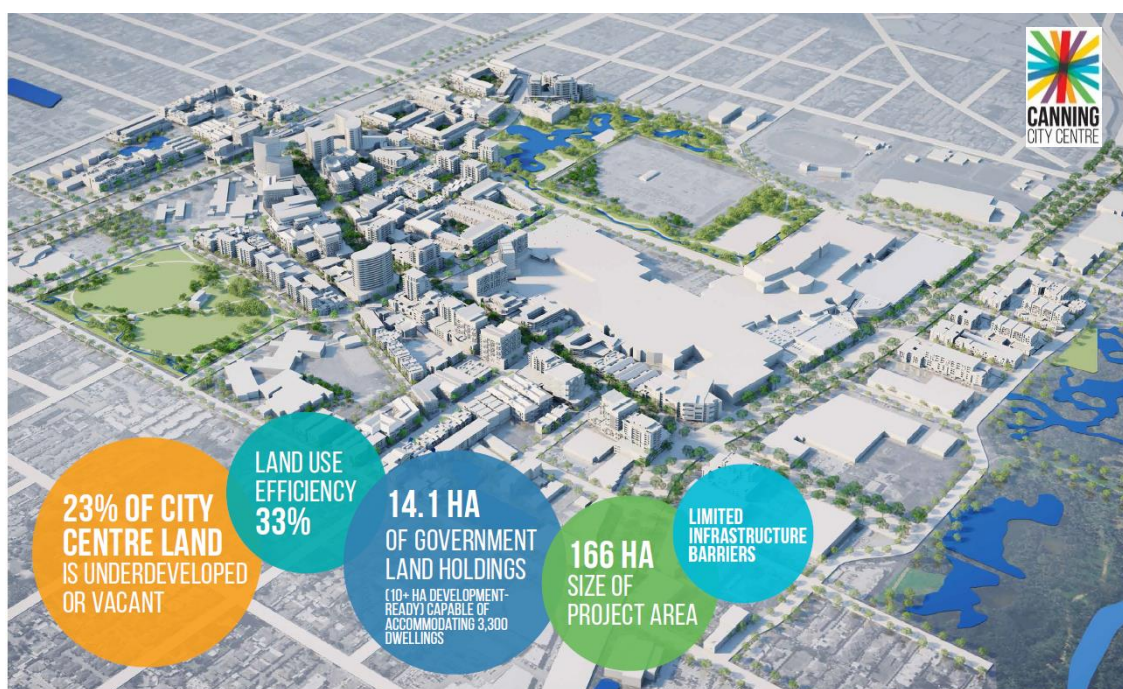 CANNING
CITY CENTRE
23% OF CITY
CENTRE LAND
IS UNDERDEVELOPED
OR VACANT
LAND USE
EFFICIENCY
33%
14.1 HA
OF GOVERNMENT
LAND HOLDINGS
(10+ HA DEVELOPMENT-
READY) CAPABLE OF
ACCOMMODATING 3,300
DWELLINGS
166 HA
SIZE OF
PROJECT AREA
LIMITED
INFRASTRUCTURE
BARRIERS